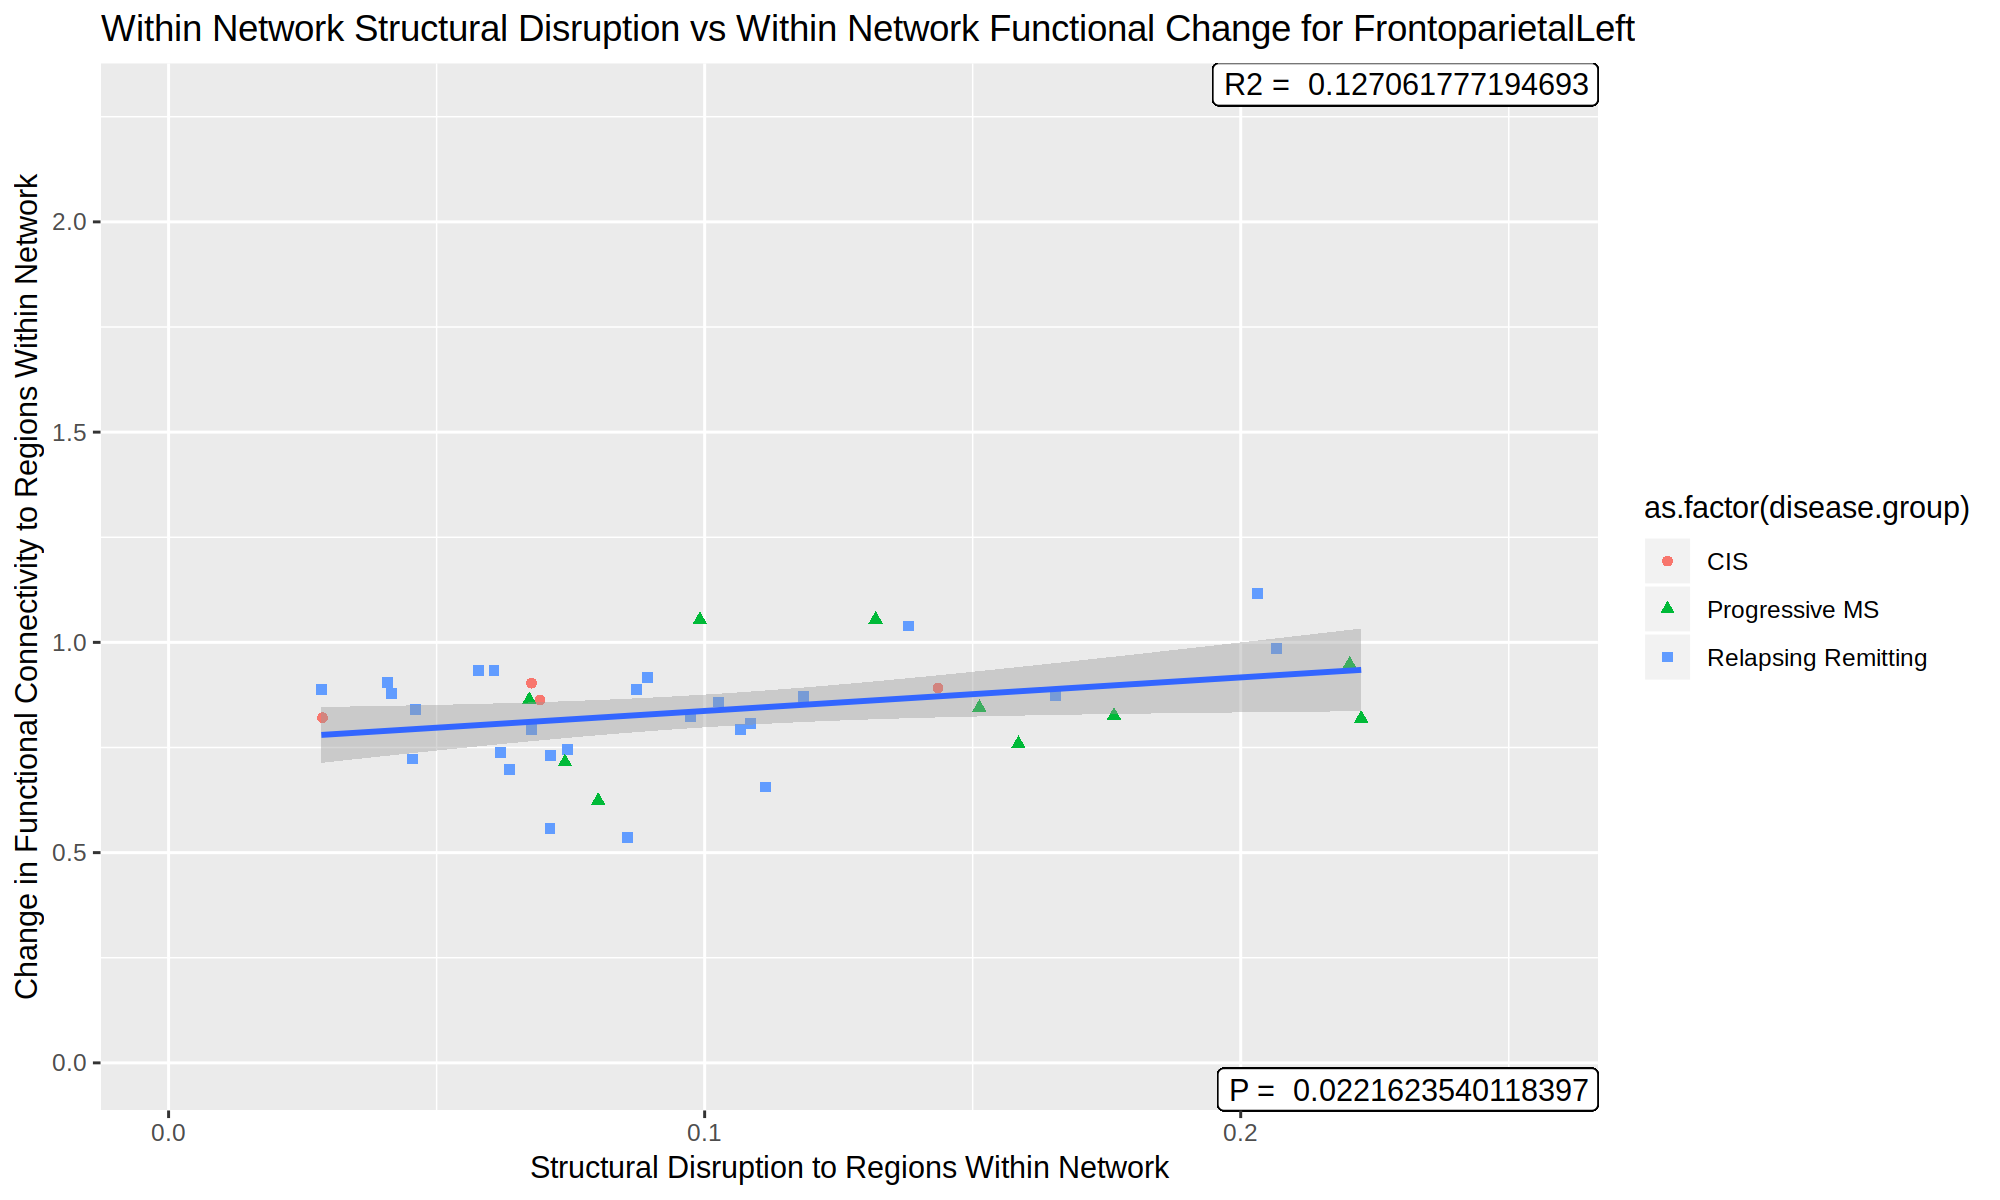 Within Network Structural Disruption vs Within Network Functional Change for FrontoparietalLeft
R2 = 0.127061777194693
Change in Functional Connectivity to Regions Within Network
2.0
1.5
1.0
0.5
0.0
as.factor(disease.group)
CIS
Progressive MS
Relapsing Remitting
P = 0.0221623540118397
0.0
0.1
0.2
Structural Disruption to Regions Within Network